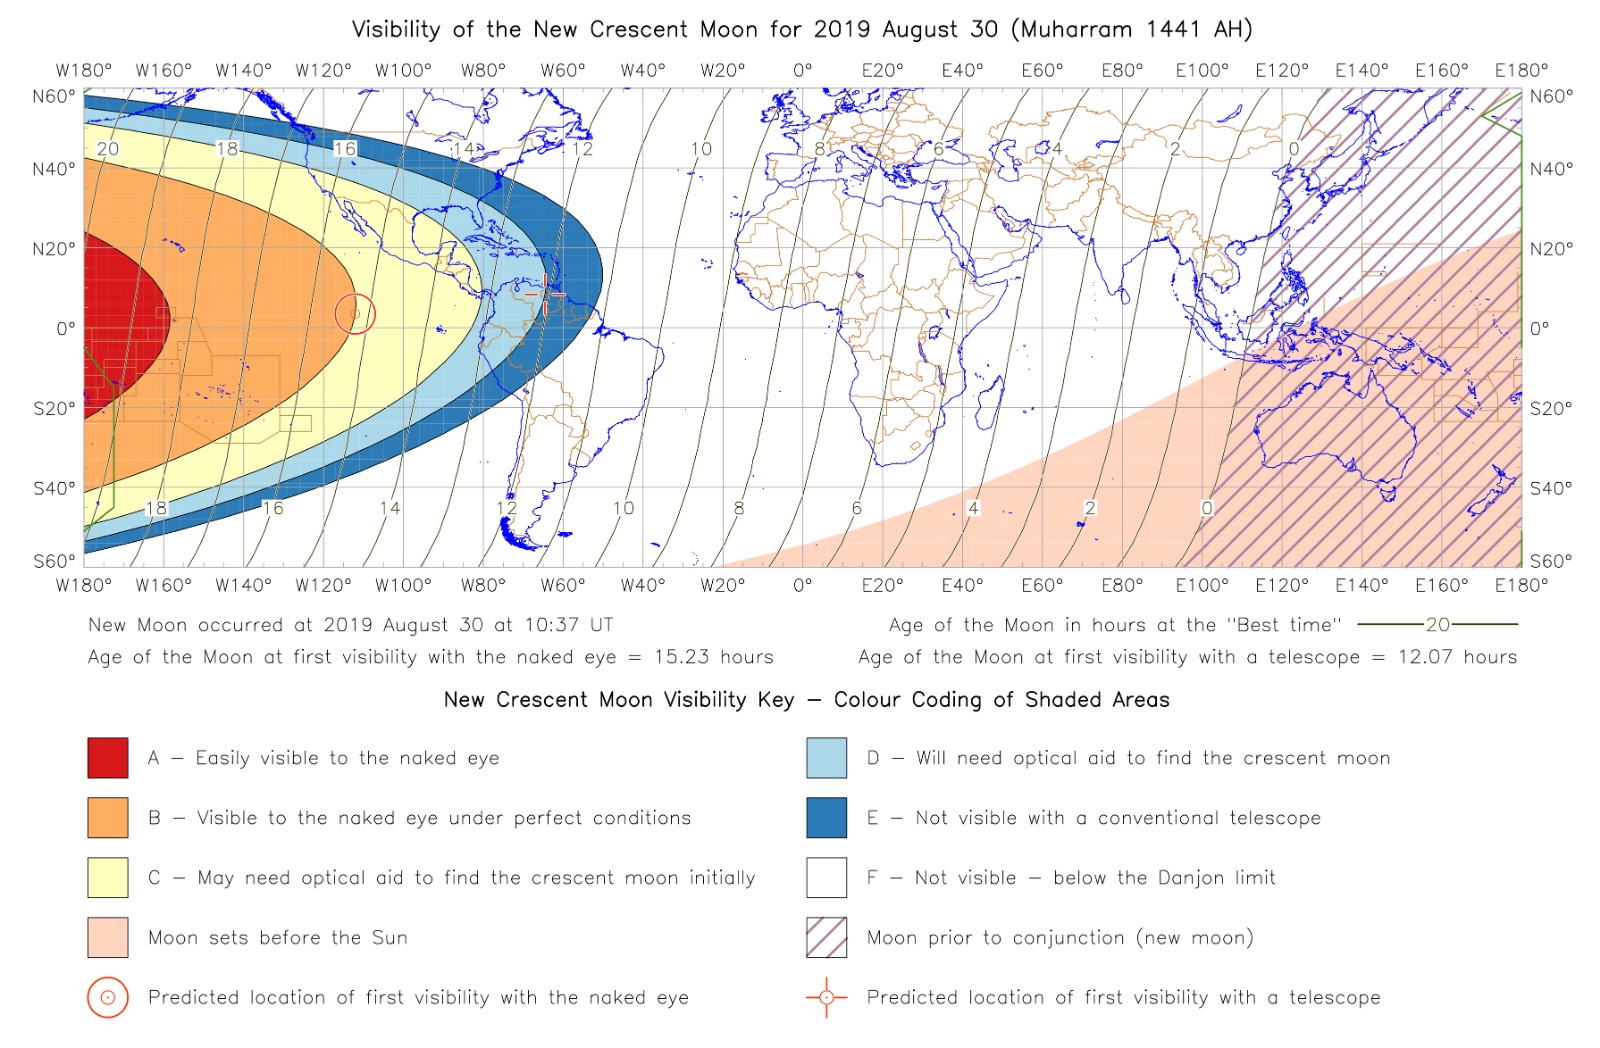 Visibility of the New Crescent Moon for 2019 August 30 (Muharram 1441 AH)
W180° W160° W140° W120° W100° W80° W60° W40° W20° 0° E20° E40° E60° E80° E100° E120° E140° E160° E180°
N60° N60°
20 18 16 14 12 10 8 6 4 2 0
N40° N40°
N20° N20°
0° 0°
S20° S20°
S40° S40°
18 16 14 12 10 8 6 4 2 0
S60° S60°
W180° W160° W140° W120° W100° W80° W60° W40° W20° 0° E20° E40° E60° E80° E100° E120° E140° E160° E180°
New Moon occurred at 2019 August 30 at 10:37 UT
Age of the Moon in hours at the "Best time" 20
Age of the Moon at first visibility with the naked eye = 15.23 hours
Age of the Moon at first visibility with a telescope = 12.07 hours
New Crescent Moon Visibility Key – Colour Coding of Shaded Areas
A – Easily visible to the naked eye
D – Will need optical aid to find the crescent moon
B – Visible to the naked eye under perfect conditions
E – Not visible with a conventional telescope
C – May need optical aid to find the crescent moon initially
F – Not visible – below the Danjon limit
Moon sets before the Sun
Moon prior to conjunction (new moon)
Predicted location of first visibility with the naked eye
Predicted location of first visibility with a telescope